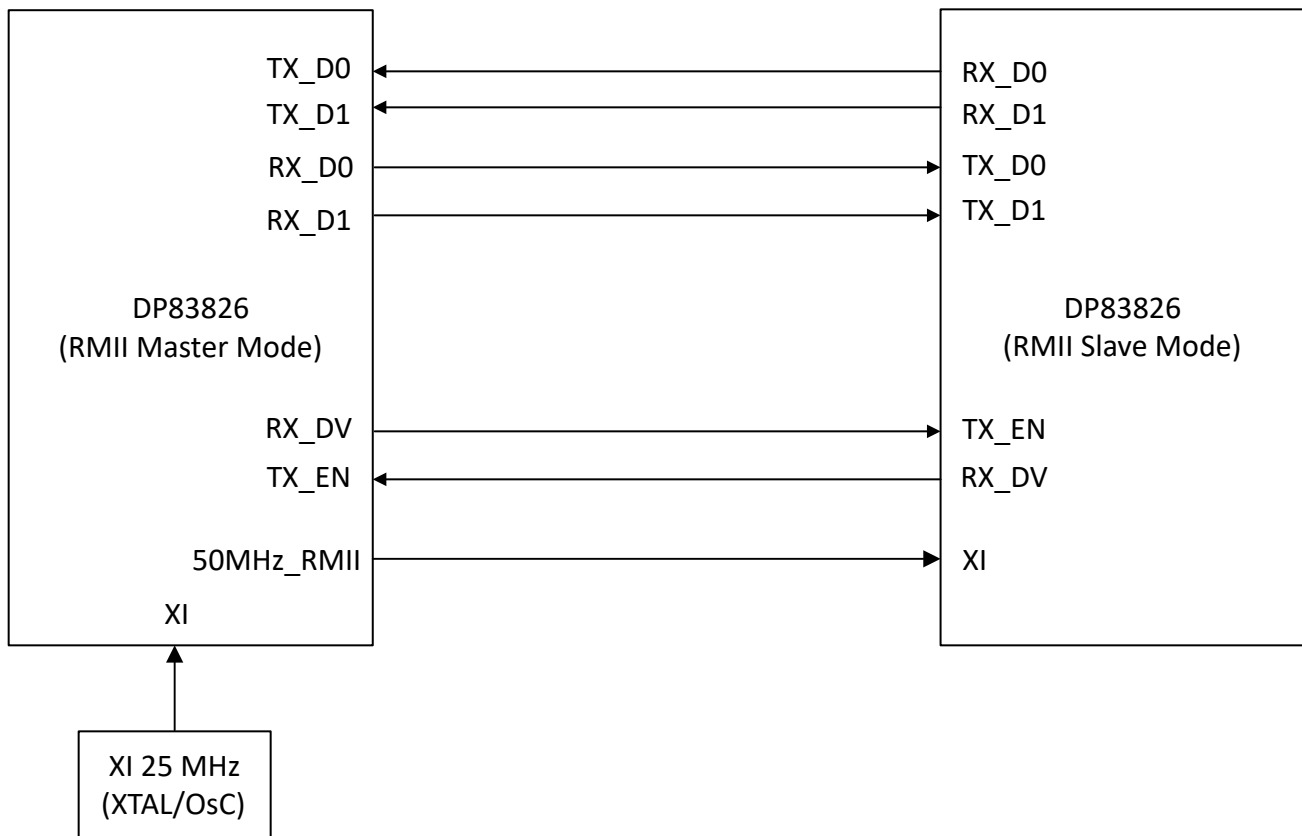 TX_D0
RX_D0
TX_D1
RX_D1
RX_D0
TX_D0
RX_D1
TX_D1
DP83826
(RMII Master Mode)
DP83826
(RMII Slave Mode)
RX_DV
TX_EN
TX_EN
RX_DV
50MHz_RMII
XI
XI
XI 25 MHz
(XTAL/OsC)